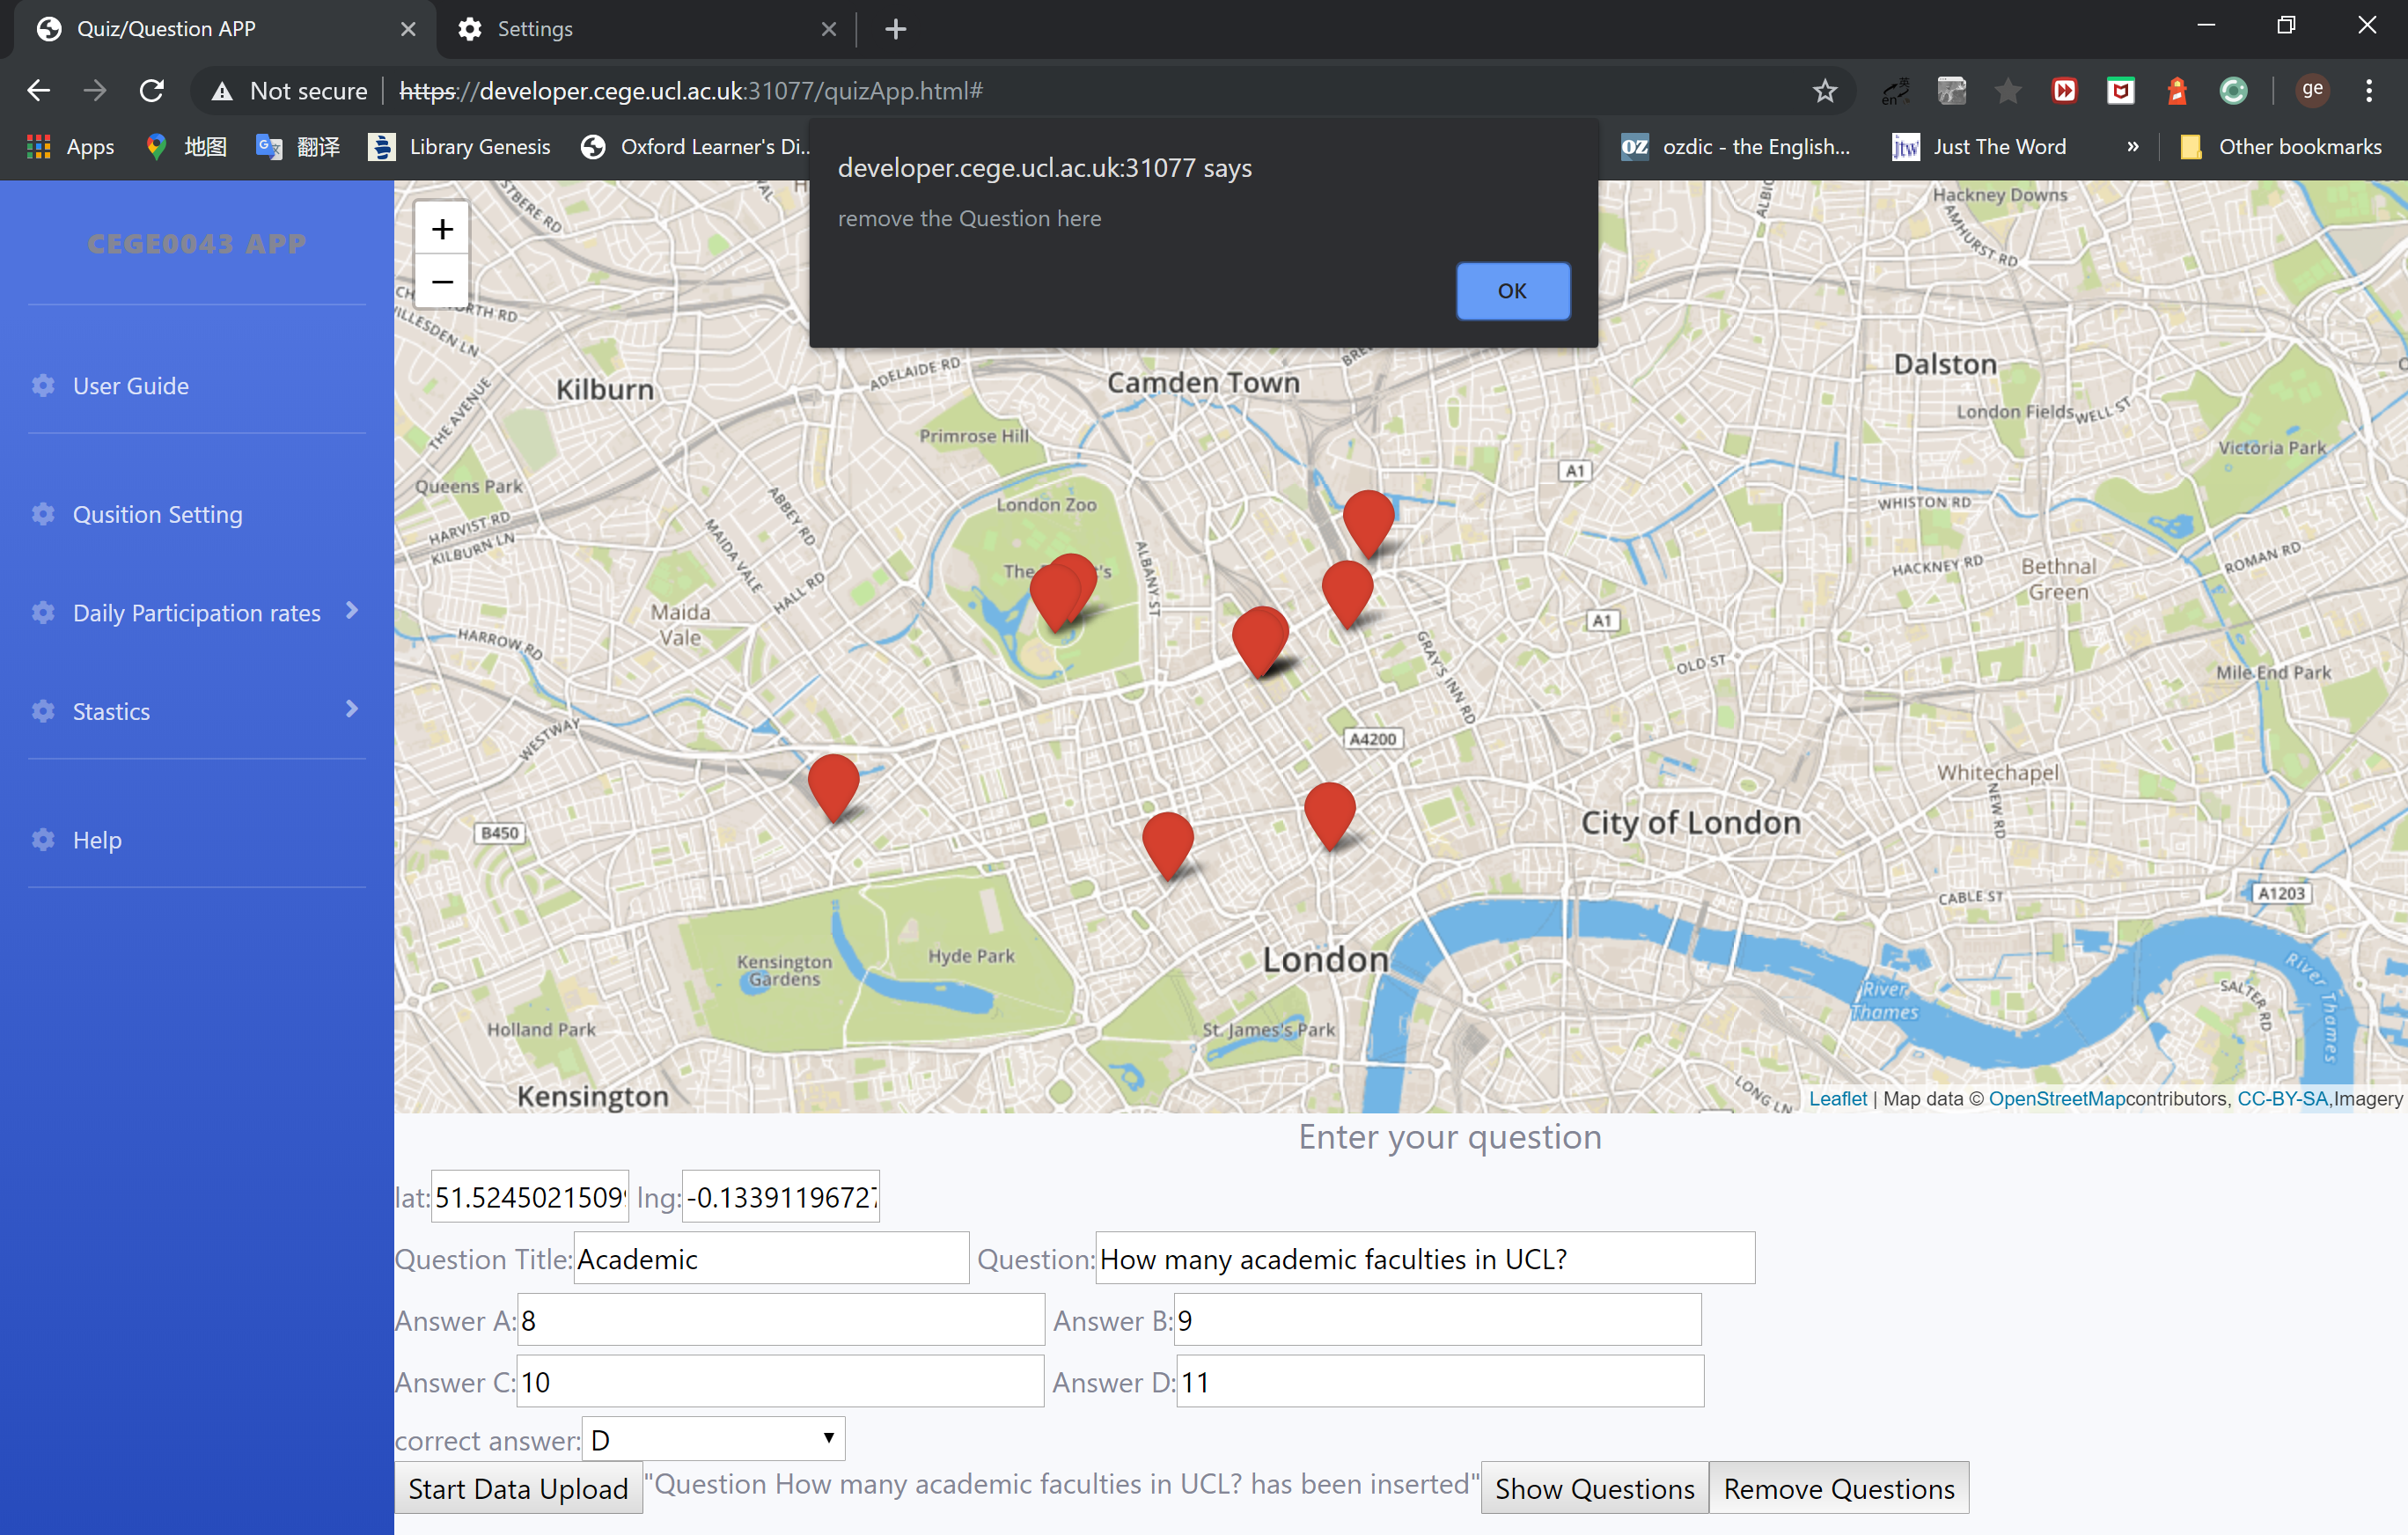 Quiz/Question APP
Settings
Not secure
https://developer.cege.ucl.ac.uk:31077/quizApp.html#
en
英
ge
Apps
地图
翻译
Library Genesis
Oxford Learner's Di...
OZ
ozdic - the English...
jtw
Just The Word
»
Other bookmarks
developer.cege.ucl.ac.uk:31077 says
remove the Question here
OK
CEGE0043 APP
User Guide
Qusition Setting
Daily Participation rates
Stastics
Help
+
−
Hackney Downs
AMHURST RD
WILLESDEN LN
ADELAIDE RD
Kilburn
Camden Town
Dalston
THE AVENUE
London Fields
WELL ST
Primrose Hill
Victoria Park
A1
Queens Park
ABBEY RD
London Zoo
WHISTON RD
HARVIST RD
KILBURN LN
MAIDA VALE
ALBANY ST
HACKNEY RD
ROMAN RD
Bethnal
Green
HALL RD
Maida
Vale
A1
HARROW RD
GRAY'S INN RD
OLD ST
Mile End Park
WESTWAY
A4200
Whitechapel
NEW RD
B450
City of London
CABLE ST
A1203
Kensington
Gardens
Hyde Park
London
River Thames
River
Thames
SALTER RD
Holland Park
St. James's Park
Kensington
LONG LN
Leaflet | Map data © OpenStreetMapcontributors, CC-BY-SA,Imagery
Enter your question
lat:51.52450215099 lng:-0.1339119672
Question Title:Academic Question:How many academic faculties in UCL?
Answer A:8 Answer B:9
Answer C:10 Answer D:11
correct answer:D
Start Data Upload "Question How many academic faculties in UCL? has been inserted" Show Questions Remove Questions